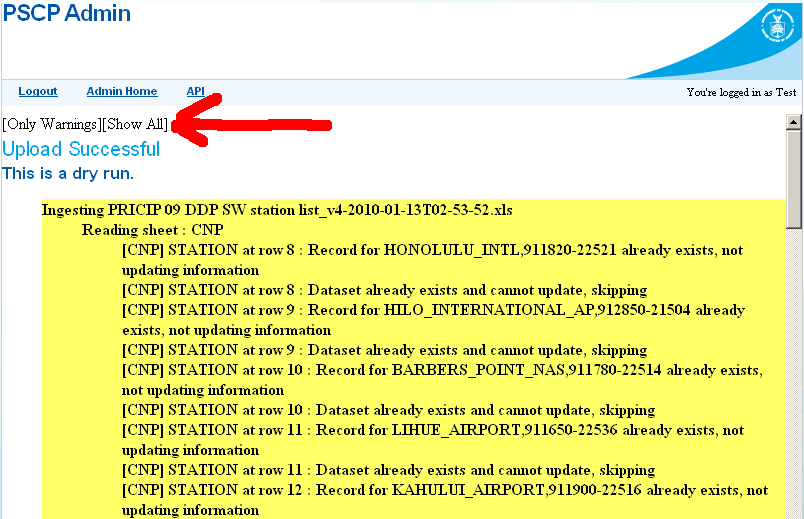 PSCP Admin
Logout Admin Home API You're logged in as Test
[Only Warnings][Show All]
Upload Successful
This is a dry run.
Ingesting PRICIP 09 DDP SW station list_v4-2010-01-13T02-53-52.xls
Reading sheet : CNP
[CNP] STATION at row 8 : Record for HONOLULU_INTL,911820-22521 already exists, not
updating information
[CNP] STATION at row 8 : Dataset already exists and cannot update, skipping
[CNP] STATION at row 9 : Record for HILO_INTERNATIONAL_AP,912850-21504 already
exists, not updating information
[CNP] STATION at row 9 : Dataset already exists and cannot update, skipping
[CNP] STATION at row 10 : Record for BARBERS_POINT_NAS,911780-22514 already exists,
not updating information
[CNP] STATION at row 10 : Dataset already exists and cannot update, skipping
[CNP] STATION at row 11 : Record for LIHUE_AIRPORT,911650-22536 already exists, not
updating information
[CNP] STATION at row 11 : Dataset already exists and cannot update, skipping
[CNP] STATION at row 12 : Record for KAHULUI_AIRPORT,911900-22516 already exists, not
updating information